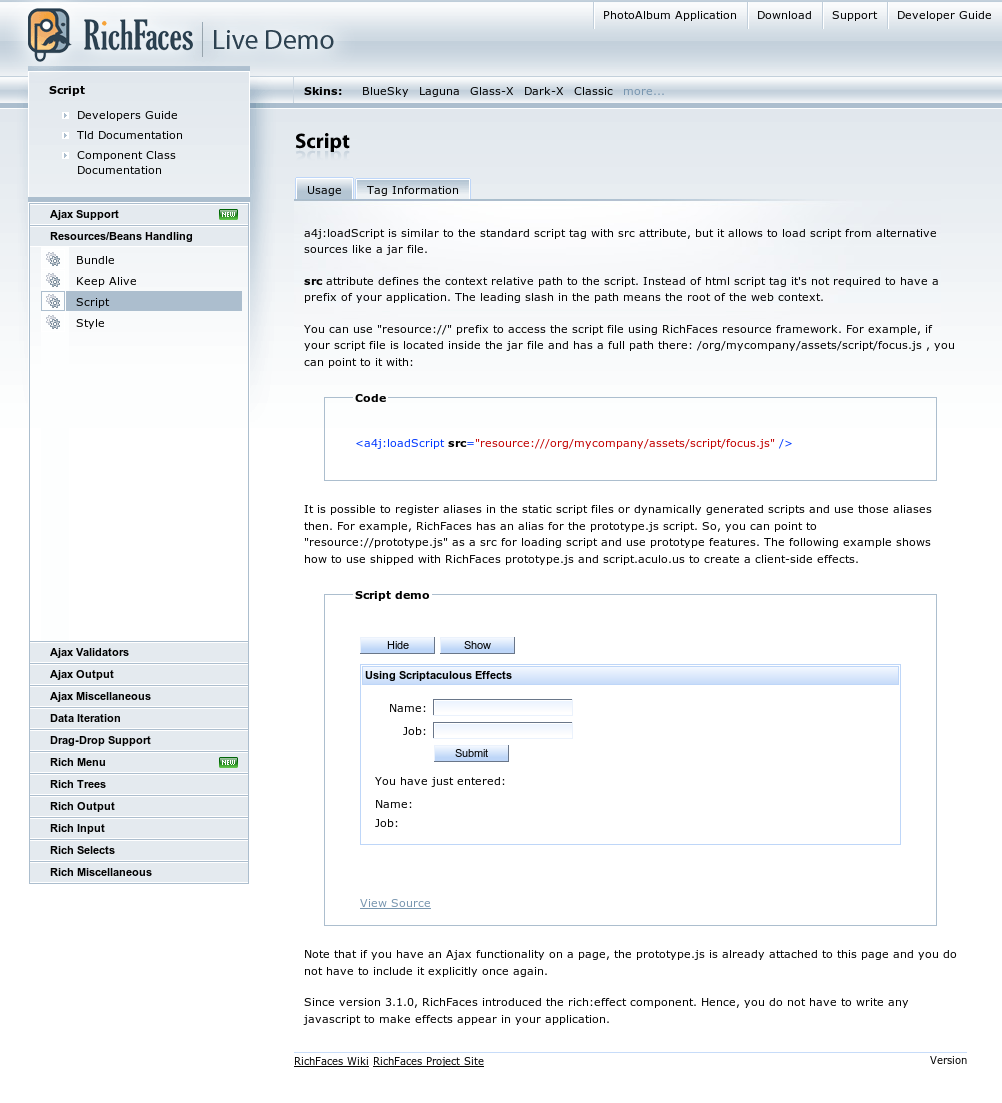 PhotoAlbum Application
Download
Support
Developer Guide
RichFaces Live Demo
Skins:
BlueSky
Laguna
Glass-X
Dark-X
Classic
more...
Script
Developers Guide
Tld Documentation
Component Class
Documentation
Ajax Support
NEW
Resources/Beans Handling
Bundle
Keep Alive
Script
Style
Ajax Validators
Ajax Output
Ajax Miscellaneous
Data Iteration
Drag-Drop Support
Rich Menu
NEW
Rich Trees
Rich Output
Rich Input
Rich Selects
Rich Miscellaneous
Script
Usage
Tag Information
a4j:loadScript is similar to the standard script tag with src attribute, but it allows to load script from alternative
sources like a jar file.
src attribute defines the context relative path to the script. Instead of html script tag it's not required to have a
prefix of your application. The leading slash in the path means the root of the web context.
You can use "resource://" prefix to access the script file using RichFaces resource framework. For example, if
your script file is located inside the jar file and has a full path there: /org/mycompany/assets/script/focus.js , you
can point to it with:
Code
<a4j:loadScript src="resource:///org/mycompany/assets/script/focus.js" />
It is possible to register aliases in the static script files or dynamically generated scripts and use those aliases
then. For example, RichFaces has an alias for the prototype.js script. So, you can point to
"resource://prototype.js" as a src for loading script and use prototype features. The following example shows
how to use shipped with RichFaces prototype.js and script.aculo.us to create a client-side effects.
Script demo
Hide
Show
Using Scriptaculous Effects
Name:
Job:
Submit
You have just entered:
Name:
Job:
View Source
Note that if you have an Ajax functionality on a page, the prototype.js is already attached to this page and you do
not have to include it explicitly once again.
Since version 3.1.0, RichFaces introduced the rich:effect component. Hence, you do not have to write any
javascript to make effects appear in your application.
RichFaces Wiki RichFaces Project Site
Version